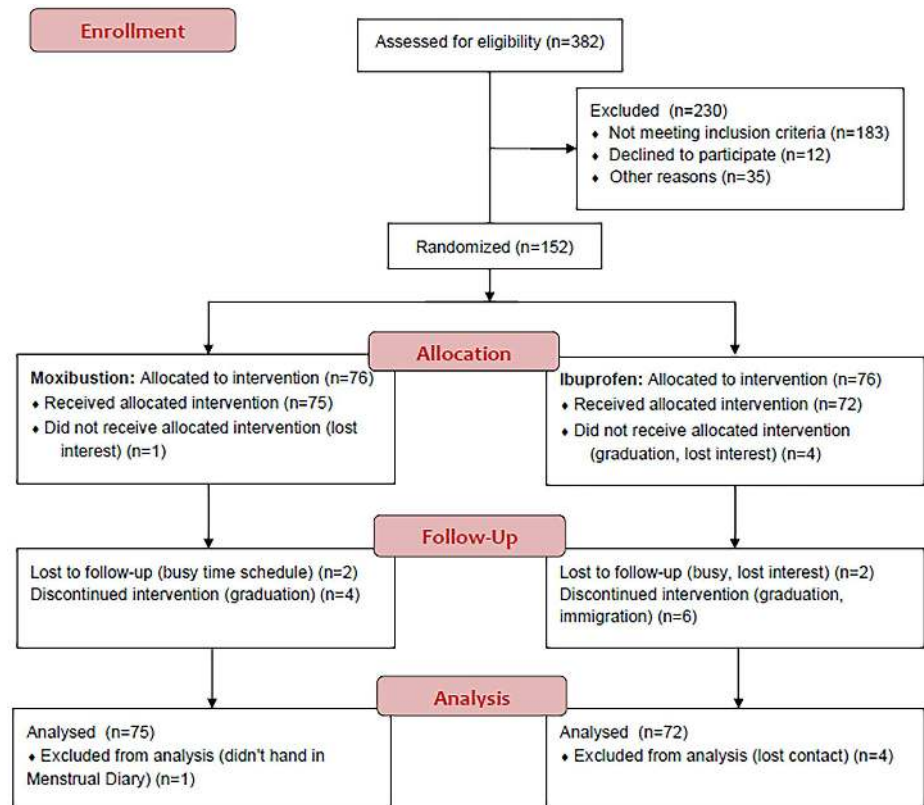 Enrollment
Assessed for eligibility (n=382)
Excluded (n=230)
♦ Not meeting inclusion criteria (n=183)
♦ Declined to participate (n=12)
♦ Other reasons (n=35)
Randomized (n=152)
Allocation
Moxibustion: Allocated to intervention (n=76)
♦ Received allocated intervention (n=75)
♦ Did not receive allocated intervention (lost
interest) (n=1)
Ibuprofen: Allocated to intervention (n=76)
♦ Received allocated intervention (n=72)
♦ Did not receive allocated intervention
(graduation, lost interest) (n=4)
Follow-Up
Lost to follow-up (busy time schedule) (n=2)
Discontinued intervention (graduation) (n=4)
Lost to follow-up (busy, lost interest) (n=2)
Discontinued intervention (graduation,
immigration) (n=6)
Analysis
Analysed (n=75)
♦ Excluded from analysis (didn't hand in
Menstrual Diary) (n=1)
Analysed (n=72)
♦ Excluded from analysis (lost contact) (n=4)